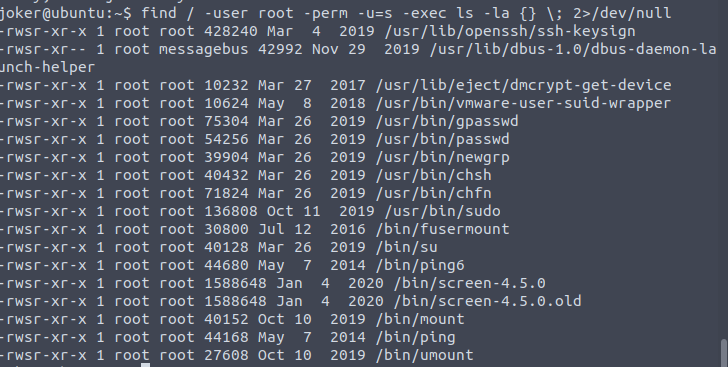 joker@ubuntu:~$ find / -user root -perm -u=s -exec ls -la {} \; 2>/dev/null
-rwsr-xr-x 1 root root 428240 Mar  4  2019 /usr/lib/openssh/ssh-keysign
-rwsr-xr-- 1 root messagebus 42992 Nov 29  2019 /usr/lib/dbus-1.0/dbus-daemon-la
unch-helper
-rwsr-xr-x 1 root root 10232 Mar 27  2017 /usr/lib/eject/dmcrypt-get-device
-rwsr-xr-x 1 root root 10624 May  8  2018 /usr/bin/vmware-user-suid-wrapper
-rwsr-xr-x 1 root root 75304 Mar 26  2019 /usr/bin/gpasswd
-rwsr-xr-x 1 root root 54256 Mar 26  2019 /usr/bin/passwd
-rwsr-xr-x 1 root root 39904 Mar 26  2019 /usr/bin/newgrp
-rwsr-xr-x 1 root root 40432 Mar 26  2019 /usr/bin/chsh
-rwsr-xr-x 1 root root 71824 Mar 26  2019 /usr/bin/chfn
-rwsr-xr-x 1 root root 136808 Oct 11  2019 /usr/bin/sudo
-rwsr-xr-x 1 root root 30800 Jul 12  2016 /bin/fusermount
-rwsr-xr-x 1 root root 40128 Mar 26  2019 /bin/su
-rwsr-xr-x 1 root root 44680 May  7  2014 /bin/ping6
-rwsr-xr-x 1 root root 1588648 Jan  4  2020 /bin/screen-4.5.0
-rwsr-xr-x 1 root root 1588648 Jan  4  2020 /bin/screen-4.5.0.old
-rwsr-xr-x 1 root root 40152 Oct 10  2019 /bin/mount
-rwsr-xr-x 1 root root 44168 May  7  2014 /bin/ping
-rwsr-xr-x 1 root root 27608 Oct 10  2019 /bin/umount